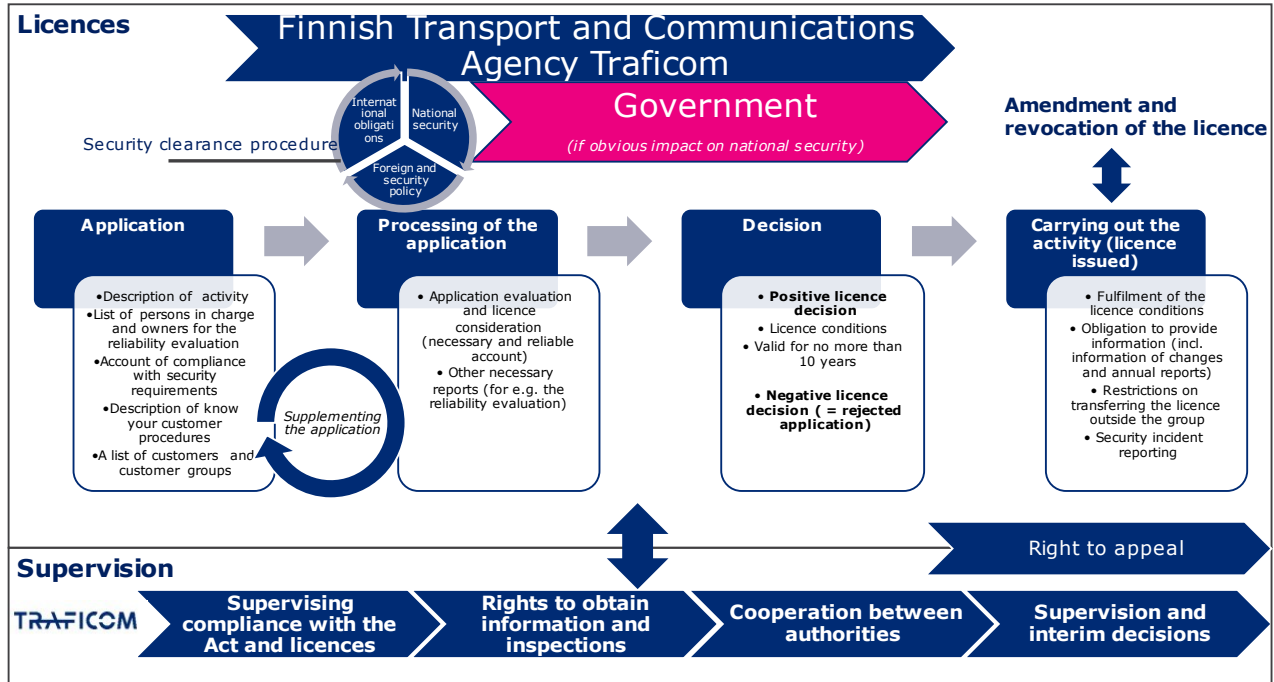 Licences
Finnish Transport and Communications
Agency Traficom
Internat
ional
obligati
ons
National
security
Foreign and
security
policy
Security clearance procedure
Government
(if obvious impact on national security)
Amendment and
revocation of the licence
Application
•Description of activity
•List of persons in charge
and owners for the
reliability evaluation
•Account of compliance
with security
requirements
•Description of know
your customer
procedures
•A list of customers and
customer groups
Supplementing
the application
Processing of the
application
• Application evaluation
and licence
consideration
(necessary and reliable
account)
• Other necessary
reports (for e.g. the
reliability evaluation)
Decision
• Positive licence
decision
• Licence conditions
• Valid for no more than
10 years
• Negative licence
decision ( = rejected
application)
Carrying out the
activity (licence
issued)
• Fulfilment of the
licence conditions
• Obligation to provide
information (incl.
information of changes
and annual reports)
• Restrictions on
transferring the licence
outside the group
• Security incident
reporting
Right to appeal
Supervision
TRAFICOM
Supervising
compliance with the
Act and licences
Rights to obtain
information and
inspections
Cooperation between
authorities
Supervision and
interim decisions